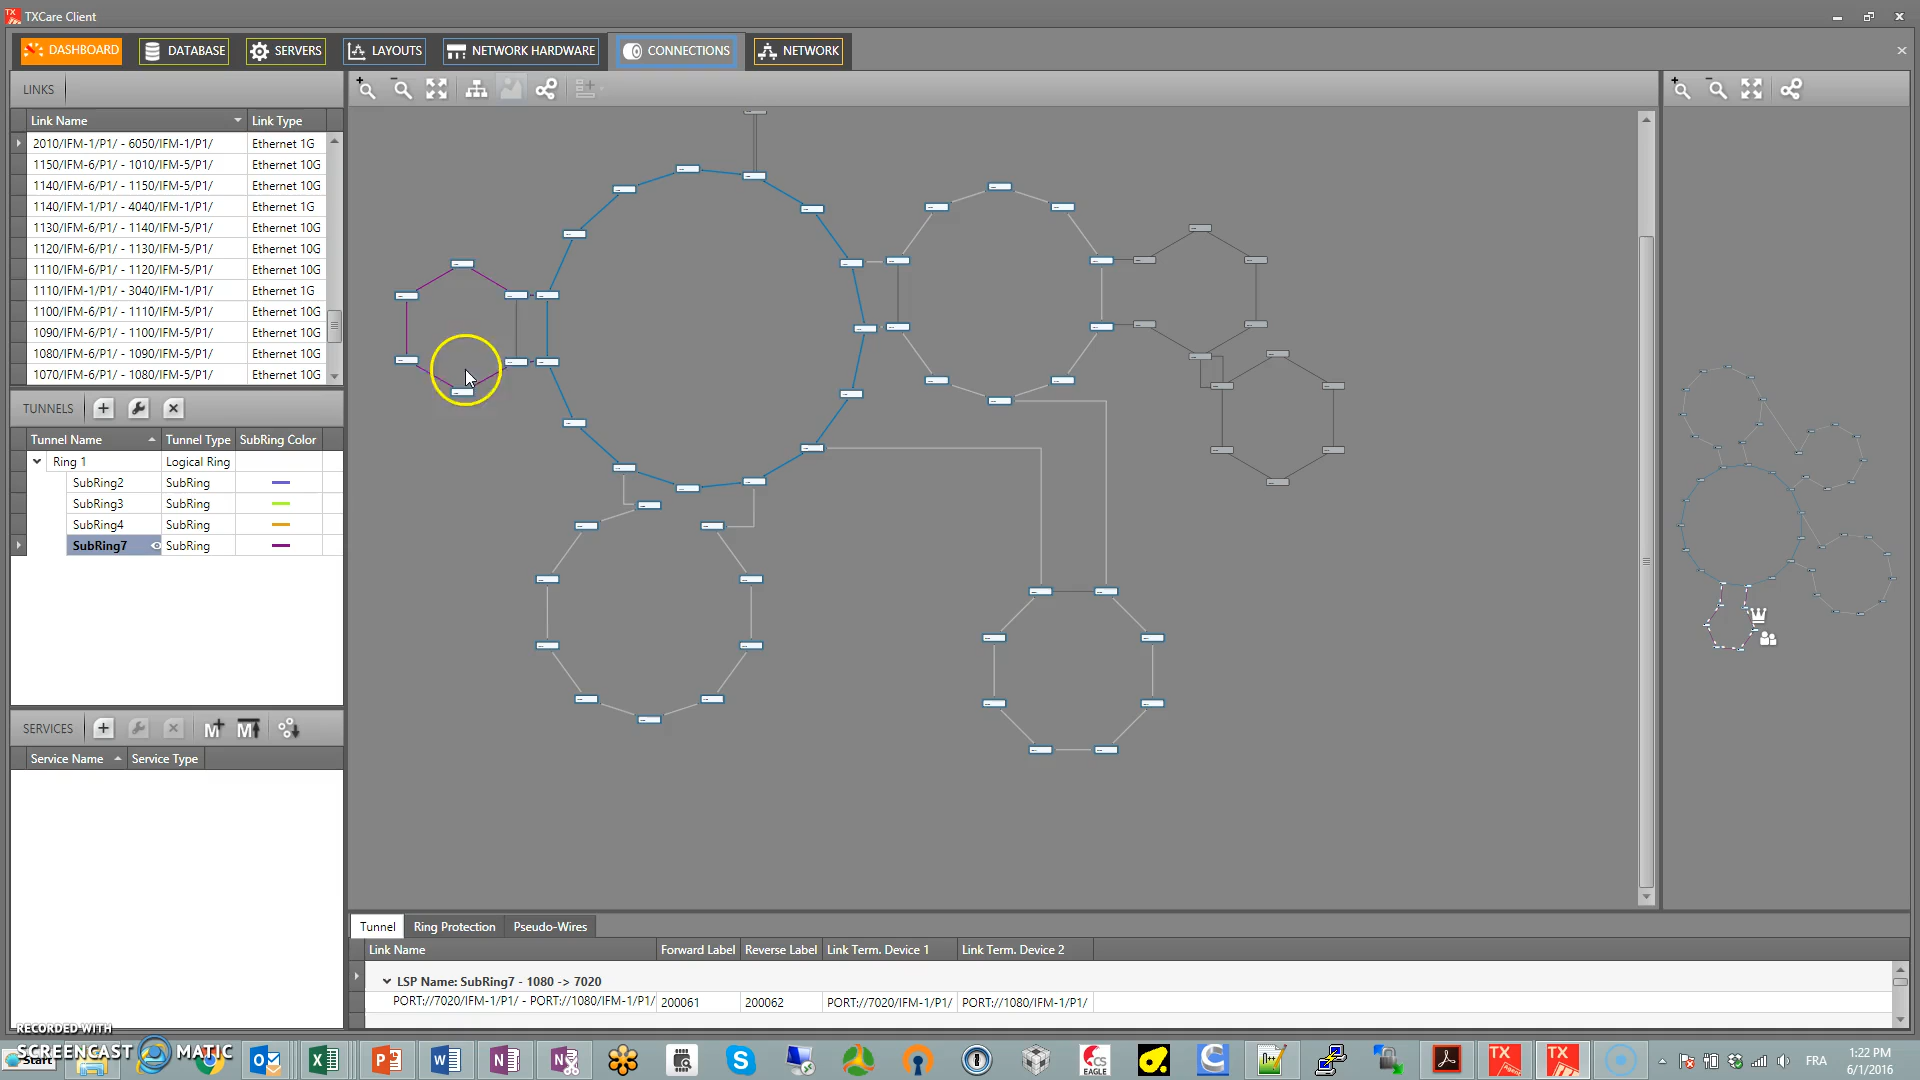 TXCare Client
DASHBOARD
DATABASE
SERVERS
LAYOUTS
NETWORK HARDWARE
CONNECTIONS
NETWORK
LINKS
Link Name Link Type
2010/IFM-1/P1/ - 6050/IFM-1/P1/ Ethernet 1G
1150/IFM-6/P1/ - 1010/IFM-5/P1/ Ethernet 10G
1140/IFM-6/P1/ - 1150/IFM-5/P1/ Ethernet 10G
1140/IFM-1/P1/ - 4040/IFM-1/P1/ Ethernet 1G
1130/IFM-6/P1/ - 1140/IFM-5/P1/ Ethernet 10G
1120/IFM-6/P1/ - 1130/IFM-5/P1/ Ethernet 10G
1110/IFM-6/P1/ - 1120/IFM-5/P1/ Ethernet 10G
1110/IFM-1/P1/ - 3040/IFM-1/P1/ Ethernet 1G
1100/IFM-6/P1/ - 1110/IFM-5/P1/ Ethernet 10G
1090/IFM-6/P1/ - 1100/IFM-5/P1/ Ethernet 10G
1080/IFM-6/P1/ - 1090/IFM-5/P1/ Ethernet 10G
1070/IFM-6/P1/ - 1080/IFM-5/P1/ Ethernet 10G
TUNNELS
Tunnel Name Tunnel Type SubRing Color
Ring 1 Logical Ring
SubRing2 SubRing
SubRing3 SubRing
SubRing4 SubRing
SubRing7 SubRing
SERVICES
Service Name Service Type
Tunnel Ring Protection Pseudo-Wires
Link Name Forward Label Reverse Label Link Term. Device 1 Link Term. Device 2
LSP Name: SubRing7 - 1080 -> 7020
PORT://7020/IFM-1/P1/ - PORT://1080/IFM-1/P1/ 200061 200062 PORT://7020/IFM-1/P1/ PORT://1080/IFM-1/P1/
RECORDED WITH
SCREENCAST MATIC
Start
FRA
1:22 PM
6/1/2016